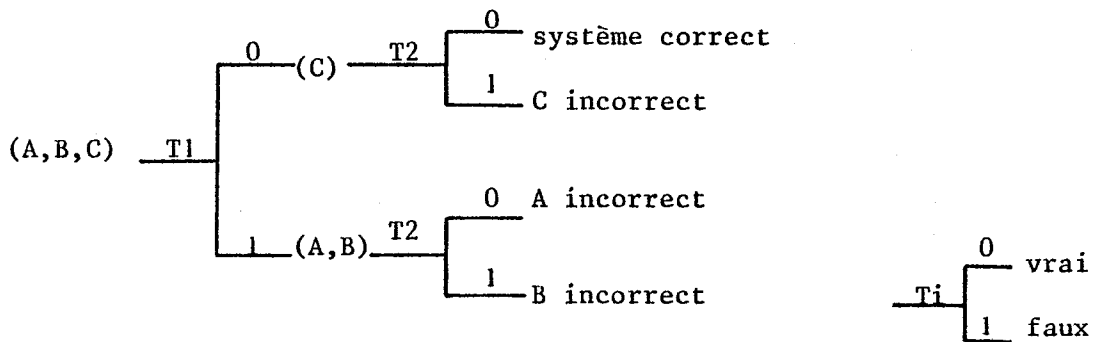 0 système correct
0 (C) T2
1 C incorrect
(A,B,C) T1
0 A incorrect
1 (A,B) T2
0 vrai
1 B incorrect
Ti
1 faux